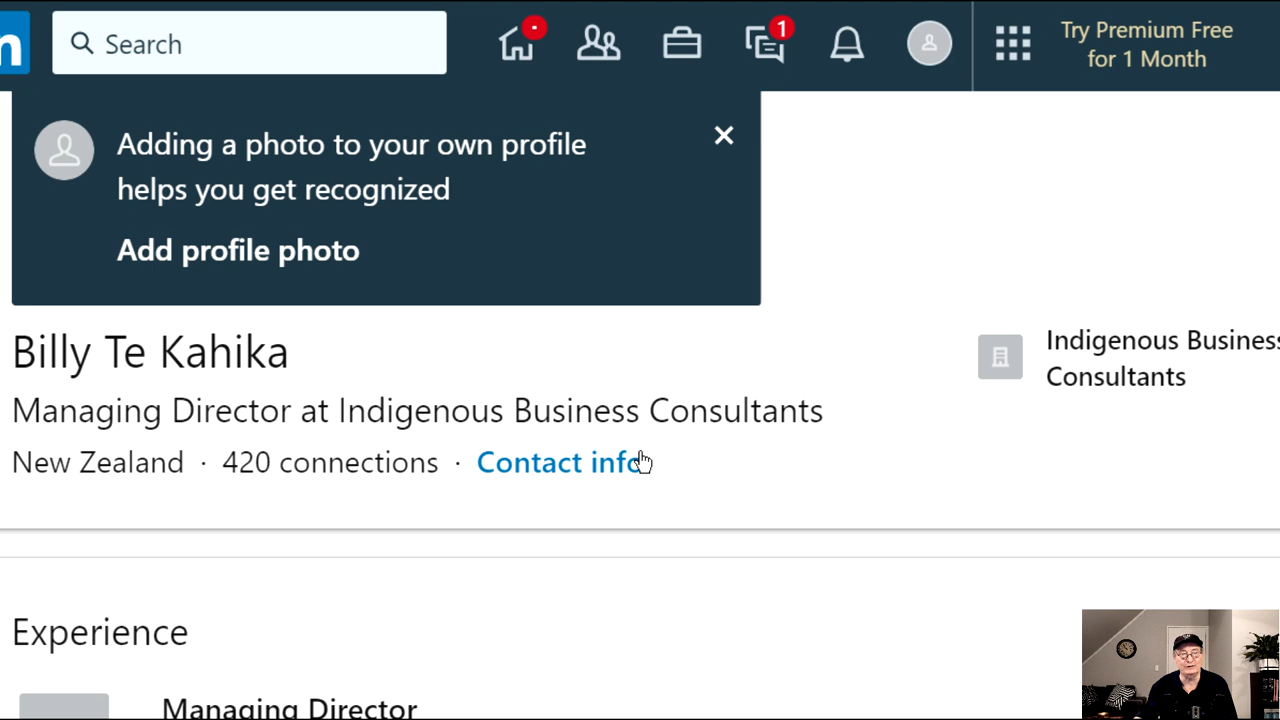 n
Search
1
Try Premium Free
for 1 Month
Adding a photo to your own profile
helps you get recognized
Add profile photo
Billy Te Kahika
Managing Director at Indigenous Business Consultants
New Zealand · 420 connections · Contact info
Indigenous Business
Consultants
Experience
Managing Director